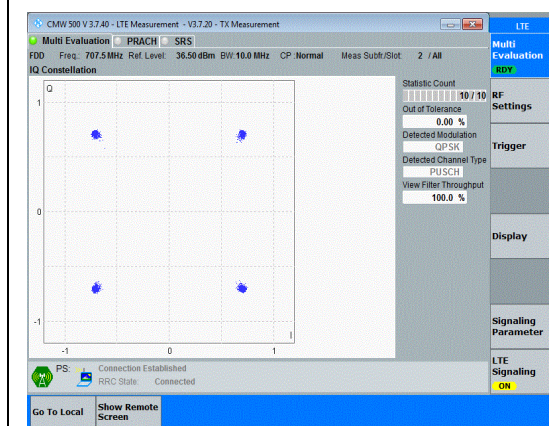 CMW 500 V 3.7.40 - LTE Measurement - V3.7.20 - TX Measurement
LTE
Multi Evaluation PRACH SRS
FDD Freq.: 707.5 MHz Ref. Level: 36.50 dBm BW: 10.0 MHz CP : Normal Meas Subfr/Slot: 2 / All
IQ Constellation
Q
1
0
-1
-1 0 1
I
Statistic Count
10 / 10
Out of Tolerance
0.00 %
Detected Modulation
QPSK
Detected Channel Type
PUSCH
View Filter Throughput
100.0 %
PS: Connection Established
RRC State Connected
Multi
Evaluation
RDY
RF
Settings
Trigger
Display
Signaling
Parameter
LTE
Signaling
ON
Go To Local
Show Remote
Screen